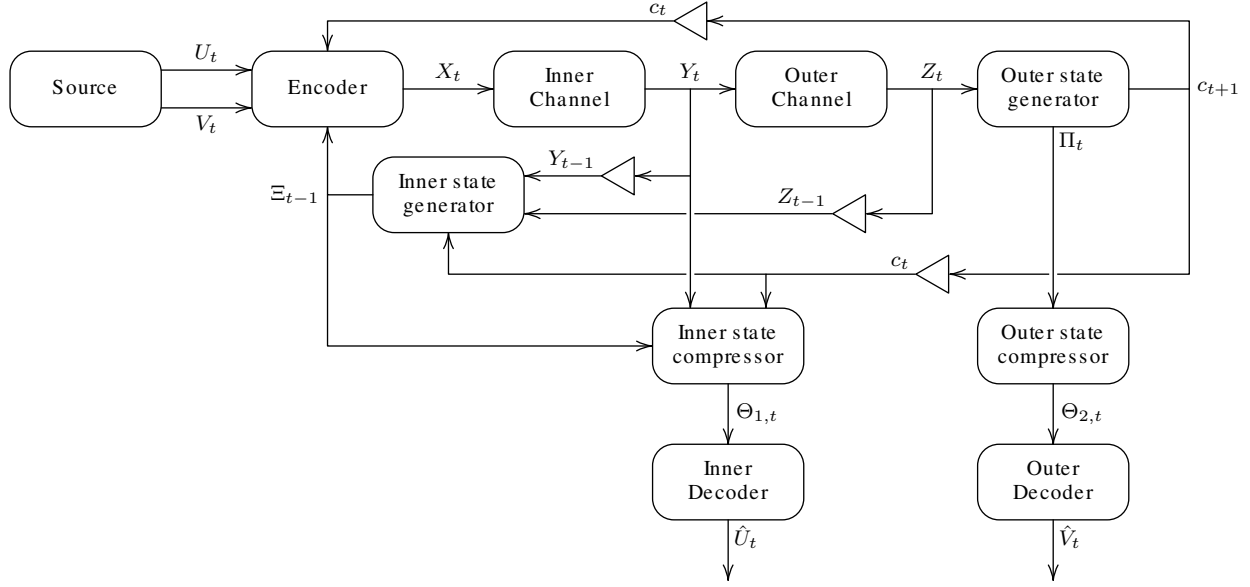 c_t
U_t
V_t
Source
Encoder
X_t
Inner
Channel
Y_t
Outer
Channel
Z_t
Outer state
generator
c_{t+1}
Π_t
Y_{t−1}
Ξ_{t−1}
Inner state
generator
Z_{t−1}
c_t
Inner state
compressor
Outer state
compressor
Θ_{1,t}
Θ_{2,t}
Inner
Decoder
Outer
Decoder
Û_t
V̂_t